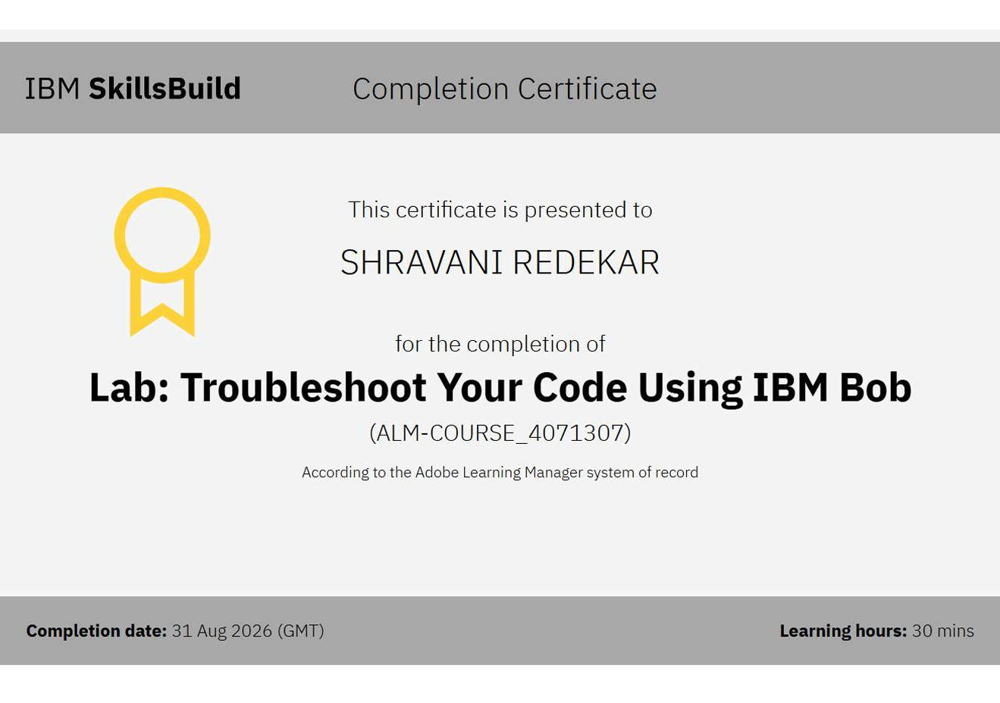 IBM SkillsBuild
Completion Certificate
This certificate is presented to
SHRAVANI REDEKAR
for the completion of
Lab: Troubleshoot Your Code Using IBM Bob
(ALM-COURSE_4071307)
According to the Adobe Learning Manager system of record
Completion date: 31 Aug 2026 (GMT)
Learning hours: 30 mins